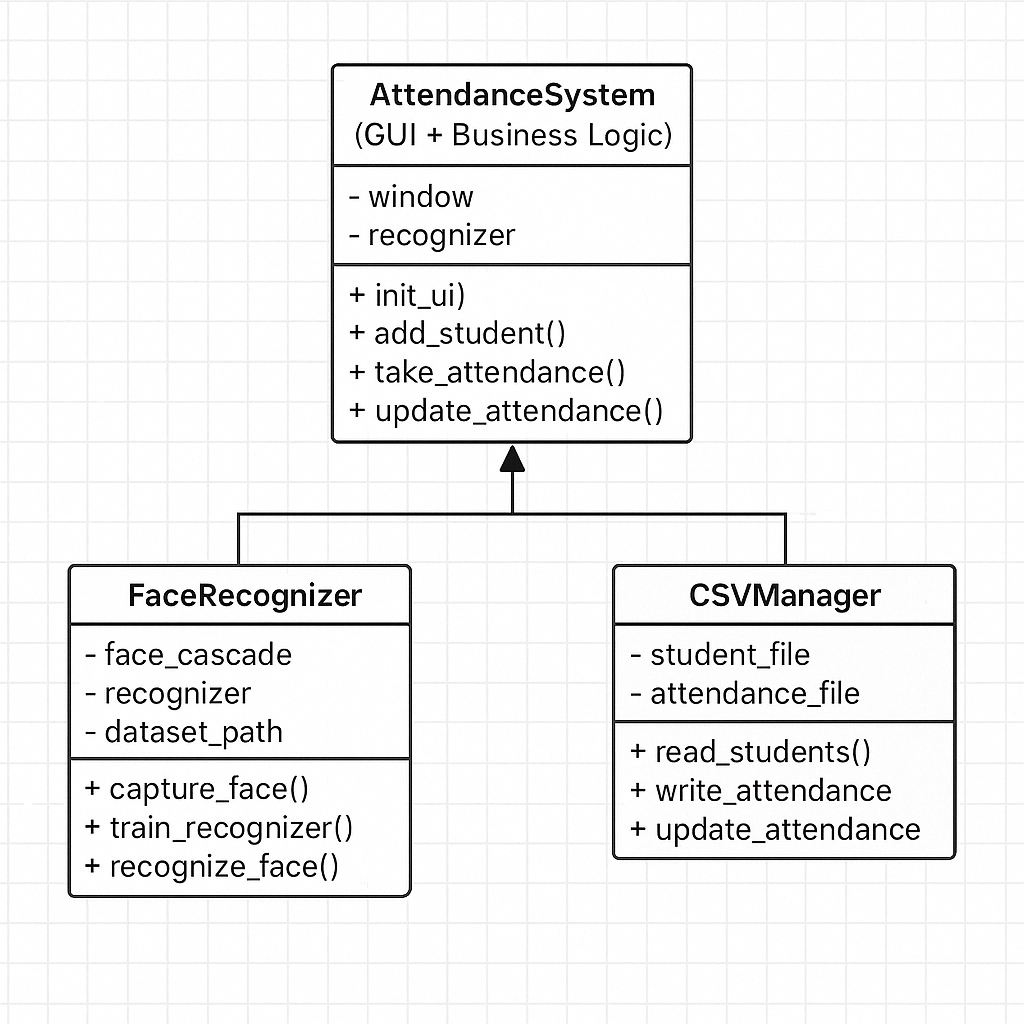 AttendanceSystem
(GUI + Business Logic)
- window
- recognizer
+ init_ui)
+ add_student()
+ take_attendance()
+ update_attendance()
FaceRecognizer
- face_cascade
- recognizer
- dataset_path
+ capture_face()
+ train_recognizer()
+ recognize_face()
CSVManager
- student_file
- attendance_file
+ read_students()
+ write_attendance
+ update_attendance